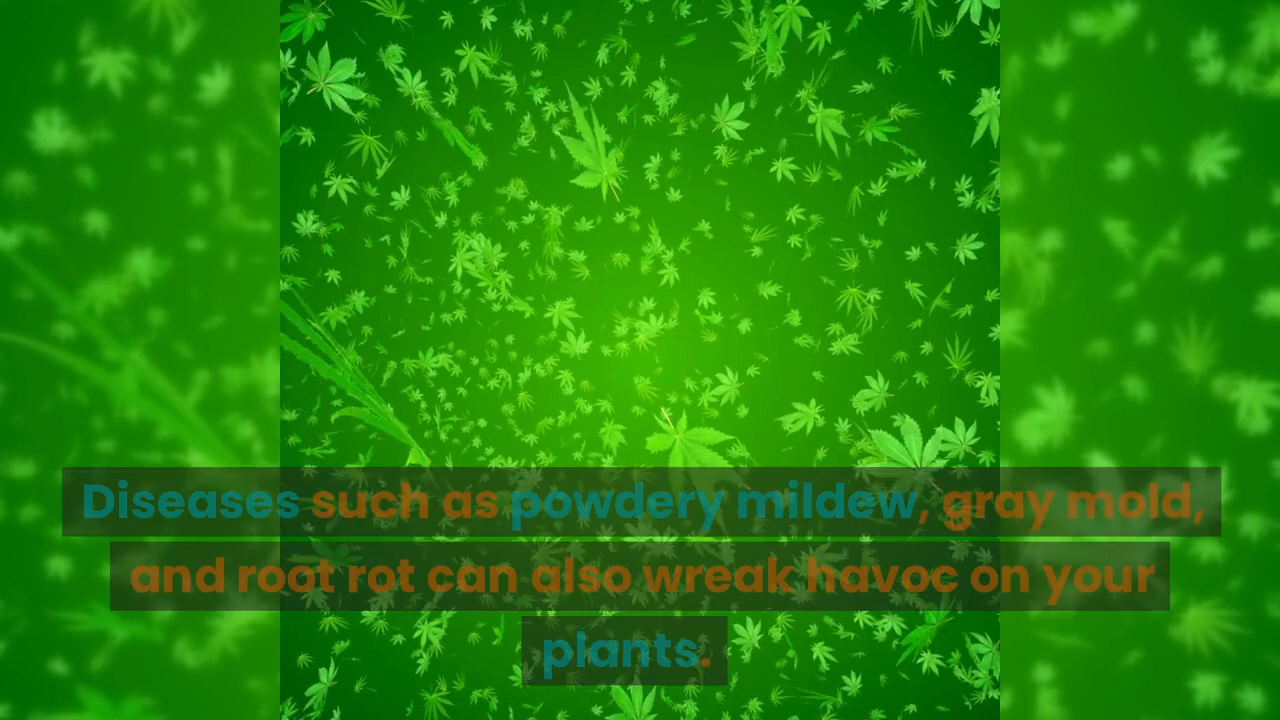 Diseases such as powdery mildew, gray mold,
and root rot can also wreak havoc on your
plants.